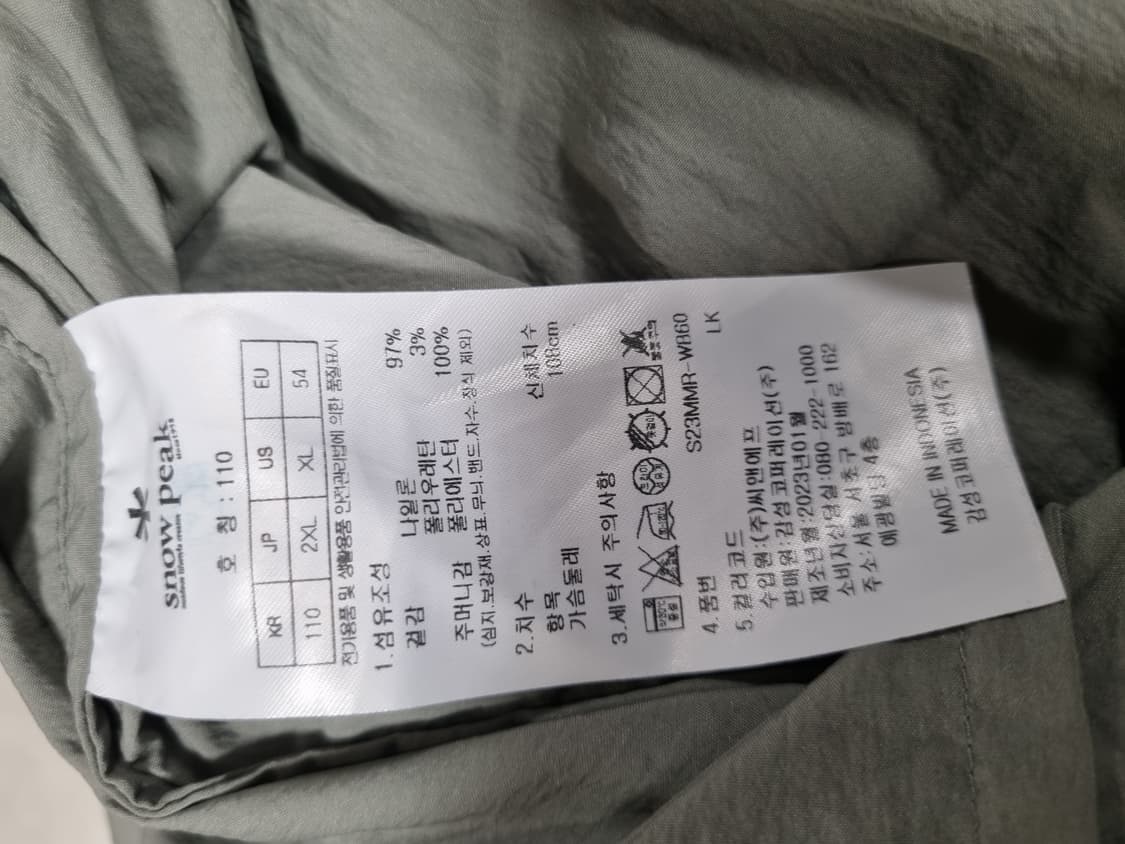 snow peak
호 칭 : 110
KR JP US EU
110 2XL XL 54
전기용품 및 생활용품 안전관리법에 의한 품질표시
1.섬유조성
겉감 나일론 97%
폴리우레탄 3%
주머니감 폴리에스터 100%
(심지.보강재.상표.무늬.밴드.자수.장식 제외)
2.치수
항목 신체치수
가슴둘레 108cm
3.세탁시 주의사항
4.품번 S23MMR-WB60
5.컬러코드 LK
수입원:(주)씨앤에프
판매원:감성코퍼레이션(주)
제조년월:2023년01월
소비자상담실:080-222-1000
주소:서울 서초구 방배로 162
4층
MADE IN INDONESIA
감성코퍼레이션(주)